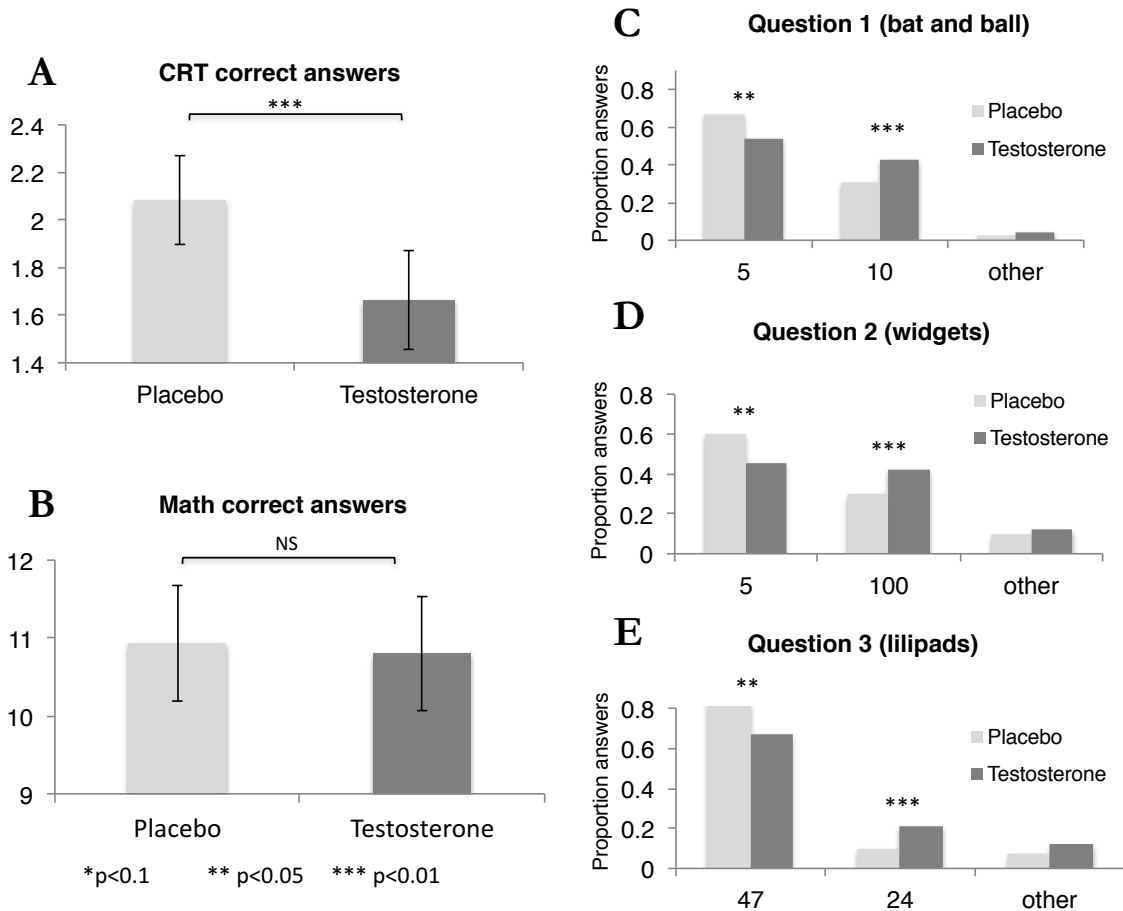 A
CRT correct answers
***
2.4
2.2
2
1.8
1.6
1.4
Placebo Testosterone
B
Math correct answers
NS
12
11
10
9
Placebo Testosterone
*p<0.1 ** p<0.05 *** p<0.01
C
Question 1 (bat and ball)
Proportion answers
0.8
0.6
0.4
0.2
0
**
***
Placebo
Testosterone
5 10 other
D
Question 2 (widgets)
Proportion answers
0.8
0.6
0.4
0.2
0
**
***
Placebo
Testosterone
5 100 other
E
Question 3 (lilipads)
Proportion answers
0.8
0.6
0.4
0.2
0
**
***
Placebo
Testosterone
47 24 other